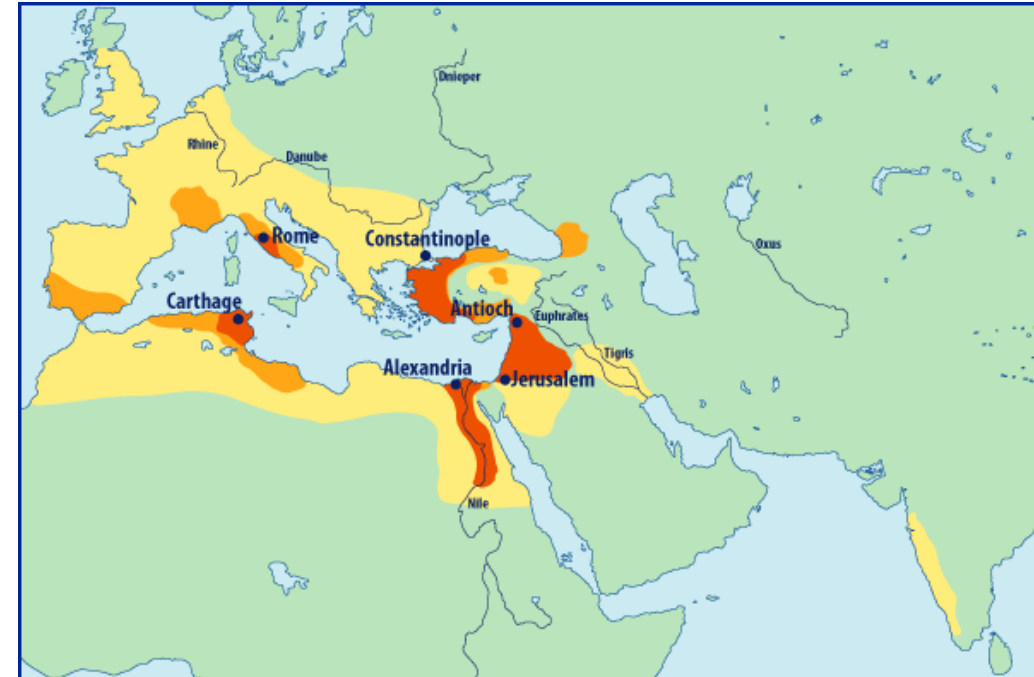 Dnieper
Rhine
Danube
Rome
Constantinople
Oxus
Carthage
Antioch
Euphrates
Tigris
Alexandria
Jerusalem
Nile